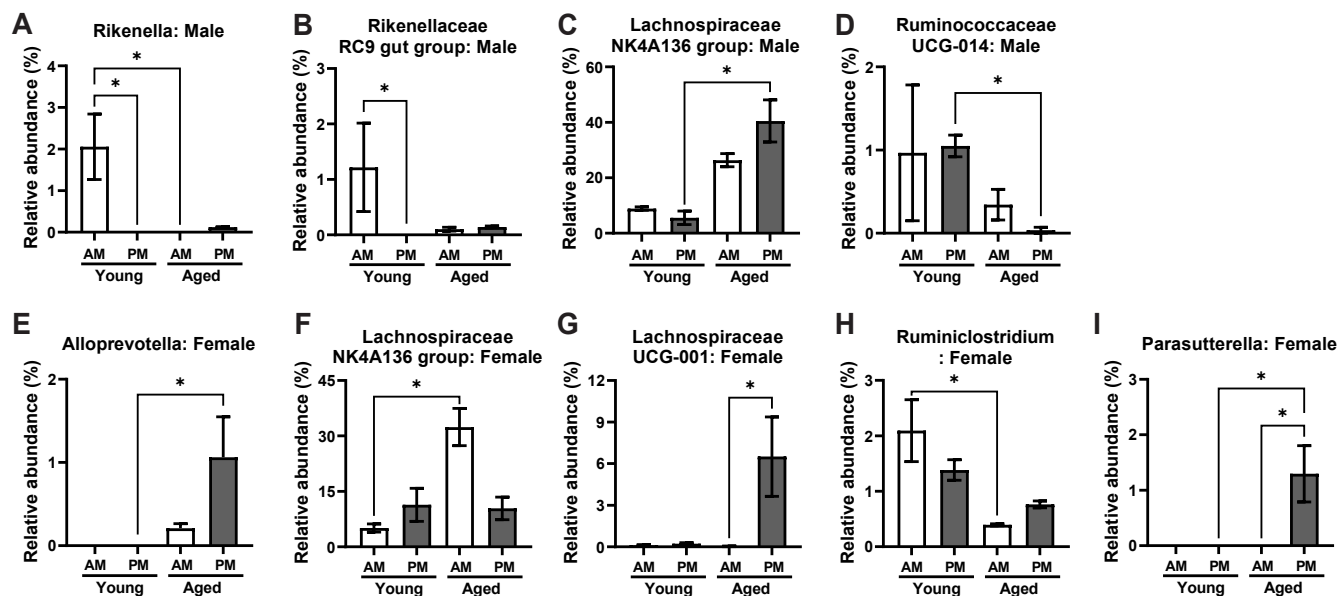 A
Rikenella: Male
Relative abundance (%)
5
4
3
2
1
0
*
*
AM PM AM PM
Young Aged
B
Rikenellaceae
RC9 gut group: Male
Relative abundance (%)
3
2
1
0
*
AM PM AM PM
Young Aged
C
Lachnospiraceae
NK4A136 group: Male
Relative abundance (%)
60
40
20
0
*
AM PM AM PM
Young Aged
D
Ruminococcaceae
UCG-014: Male
Relative abundance (%)
2
1
0
*
AM PM AM PM
Young Aged
E
Alloprevotella: Female
Relative abundance (%)
2
1
0
*
AM PM AM PM
Young Aged
F
Lachnospiraceae
NK4A136 group: Female
Relative abundance (%)
45
30
15
0
*
AM PM AM PM
Young Aged
G
Lachnospiraceae
UCG-001: Female
Relative abundance (%)
12
9
6
3
0
*
AM PM AM PM
Young Aged
H
Ruminiclostridium
: Female
Relative abundance (%)
3
2
1
0
*
AM PM AM PM
Young Aged
I
Parasutterella: Female
Relative abundance (%)
3
2
1
0
*
*
AM PM AM PM
Young Aged